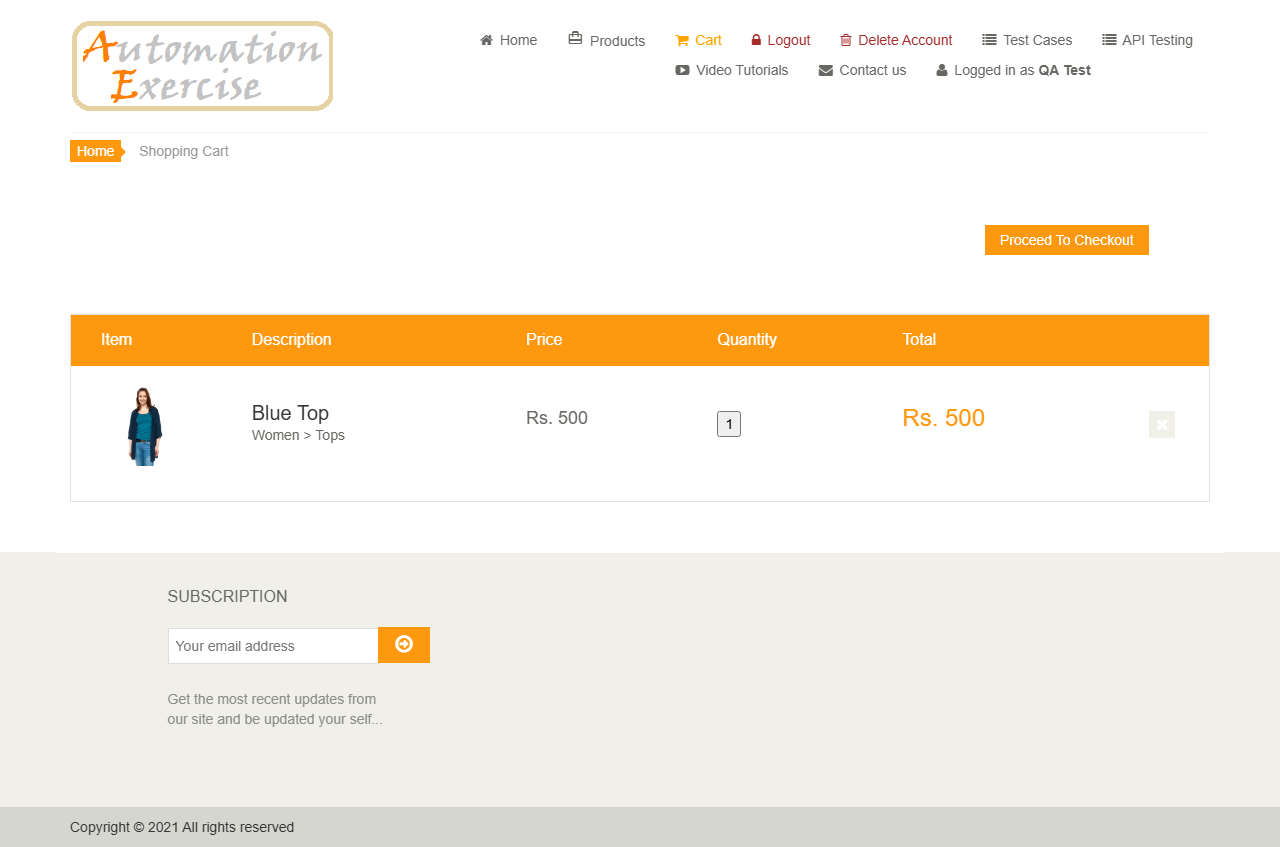 Automation
Exercise
Home Products Cart Logout Delete Account Test Cases API Testing
Video Tutorials Contact us Logged in as QA Test
Home Shopping Cart
Proceed To Checkout
Item Description Price Quantity Total
Blue Top Rs. 500 1 Rs. 500
Women > Tops
SUBSCRIPTION
Your email address
Get the most recent updates from
our site and be updated your self...
Copyright © 2021 All rights reserved